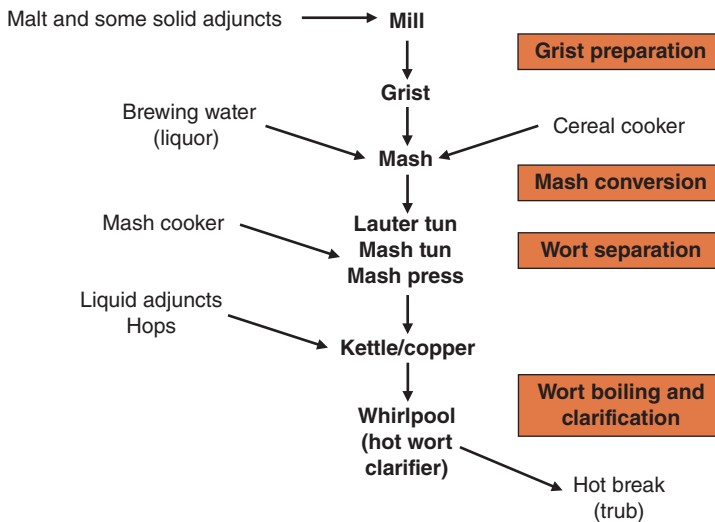 Malt and some solid adjuncts
Mill
Grist preparation
Grist
Brewing water
(liquor)
Cereal cooker
Mash
Mash conversion
Mash cooker
Lauter tun
Mash tun
Mash press
Wort separation
Liquid adjuncts
Hops
Kettle/copper
Wort boiling and
clarification
Whirlpool
(hot wort
clarifier)
Hot break
(trub)